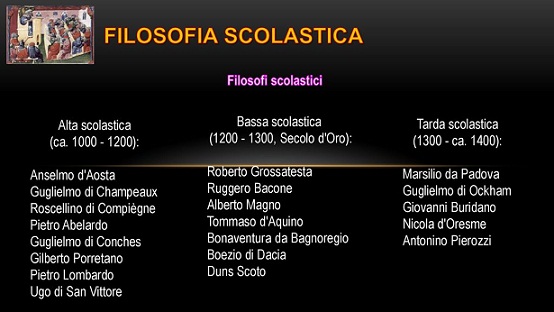 FILOSOFIA SCOLASTICA
Filosofi scolastici
Alta scolastica
(ca. 1000 - 1200):
Anselmo d'Aosta
Guglielmo di Champeaux
Roscellino di Compiègne
Pietro Abelardo
Guglielmo di Conches
Gilberto Porretano
Pietro Lombardo
Ugo di San Vittore
Bassa scolastica
(1200 - 1300, Secolo d'Oro):
Roberto Grossatesta
Ruggero Bacone
Alberto Magno
Tommaso d'Aquino
Bonaventura da Bagnoregio
Boezio di Dacia
Duns Scoto
Tarda scolastica
(1300 - ca. 1400):
Marsilio da Padova
Guglielmo di Ockham
Giovanni Buridano
Nicola d'Oresme
Antonino Pierozzi